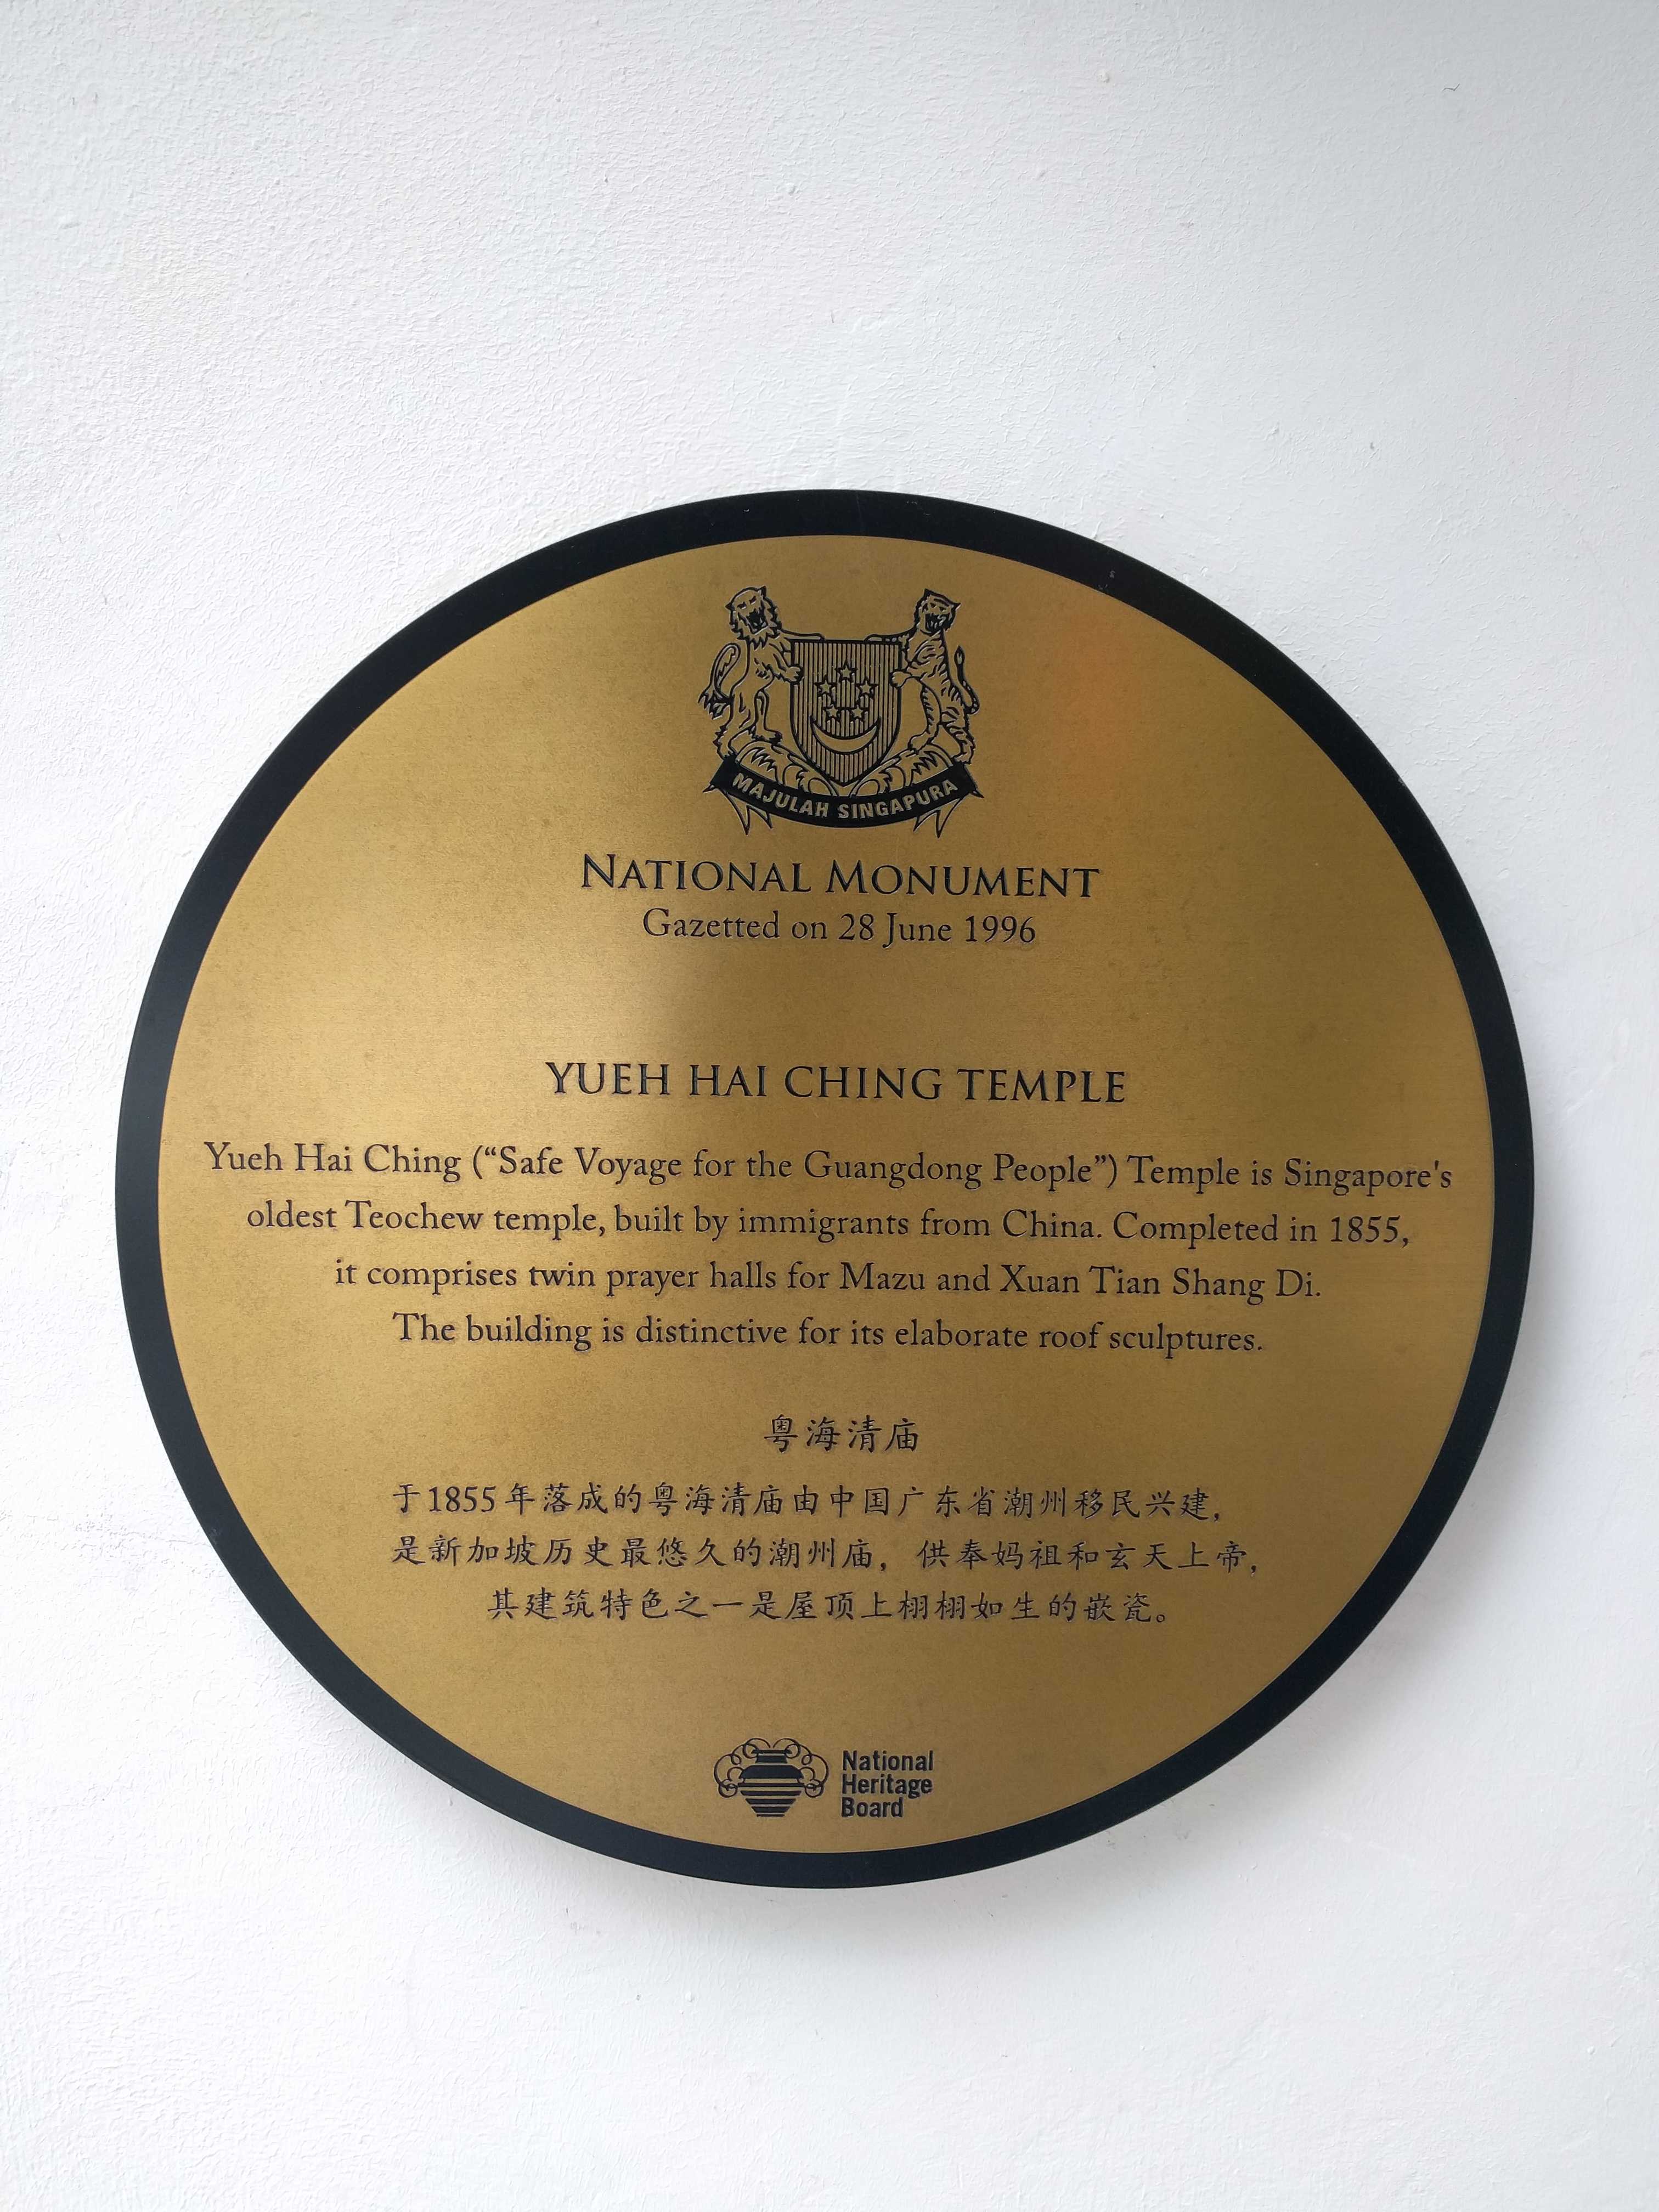 MAJULAH SINGAPURA
NATIONAL MONUMENT
Gazetted on 28 June 1996
YUEH HAI CHING TEMPLE
Yueh Hai Ching (“Safe Voyage for the Guangdong People”) Temple is Singapore's
oldest Teochew temple, built by immigrants from China. Completed in 1855,
it comprises twin prayer halls for Mazu and Xuan Tian Shang Di.
The building is distinctive for its elaborate roof sculptures.
粤海清庙
于1855年落成的粤海清庙由中国广东省潮州移民兴建，
是新加坡历史最悠久的潮州庙，供奉妈祖和玄天上帝，
其建筑特色之一是屋顶上栩栩如生的嵌瓷。
National
Heritage
Board